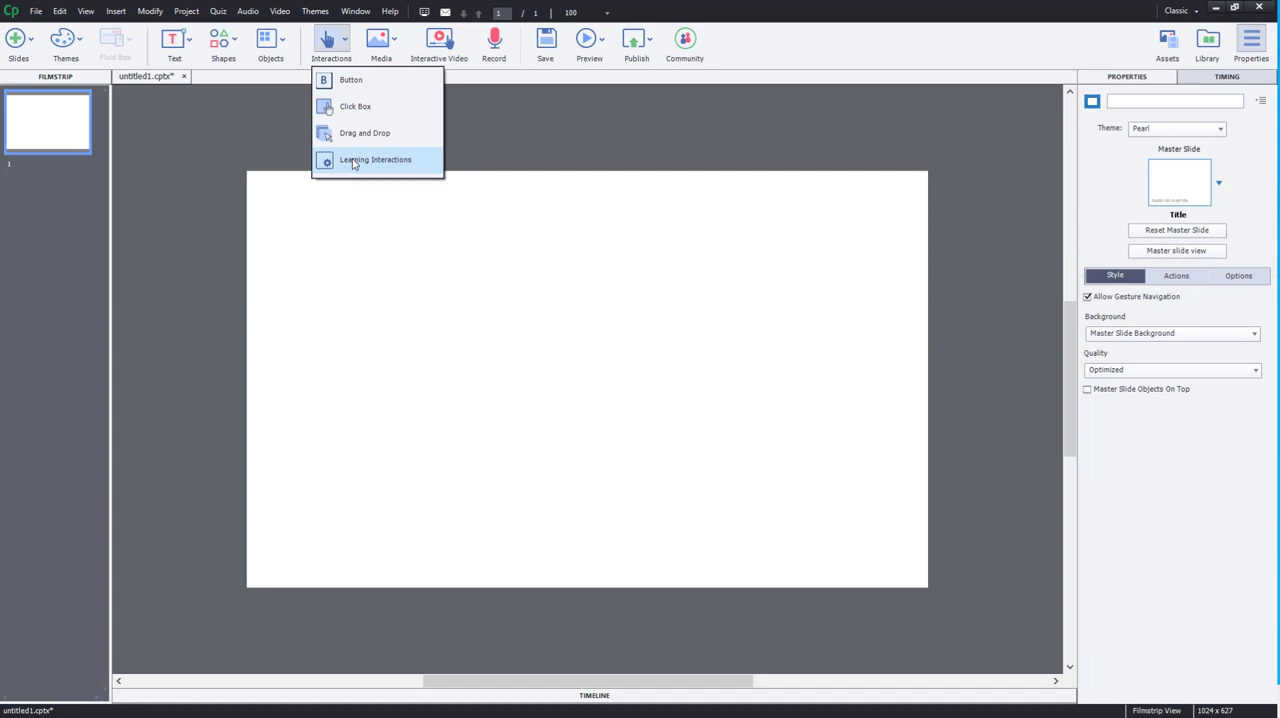 Cp File Edit View Insert Modify Project Quiz Audio Video Themes Window Help 1 / 1 100 Classic
Slides Themes Fluid Box Text Shapes Objects Interactions Media Interactive Video Record Save Preview Publish Community Assets Library Properties
FILMSTRIP untitled1.cptx* × PROPERTIES TIMING
1
B Button
Click Box
Drag and Drop
Learning Interactions
Theme: Pearl
Master Slide
Title
Reset Master Slide
Master slide view
Style Actions Options
Allow Gesture Navigation
Background
Master Slide Background
Quality
Optimized
Master Slide Objects On Top
TIMELINE
untitled1.cptx* Filmstrip View 1024 x 627